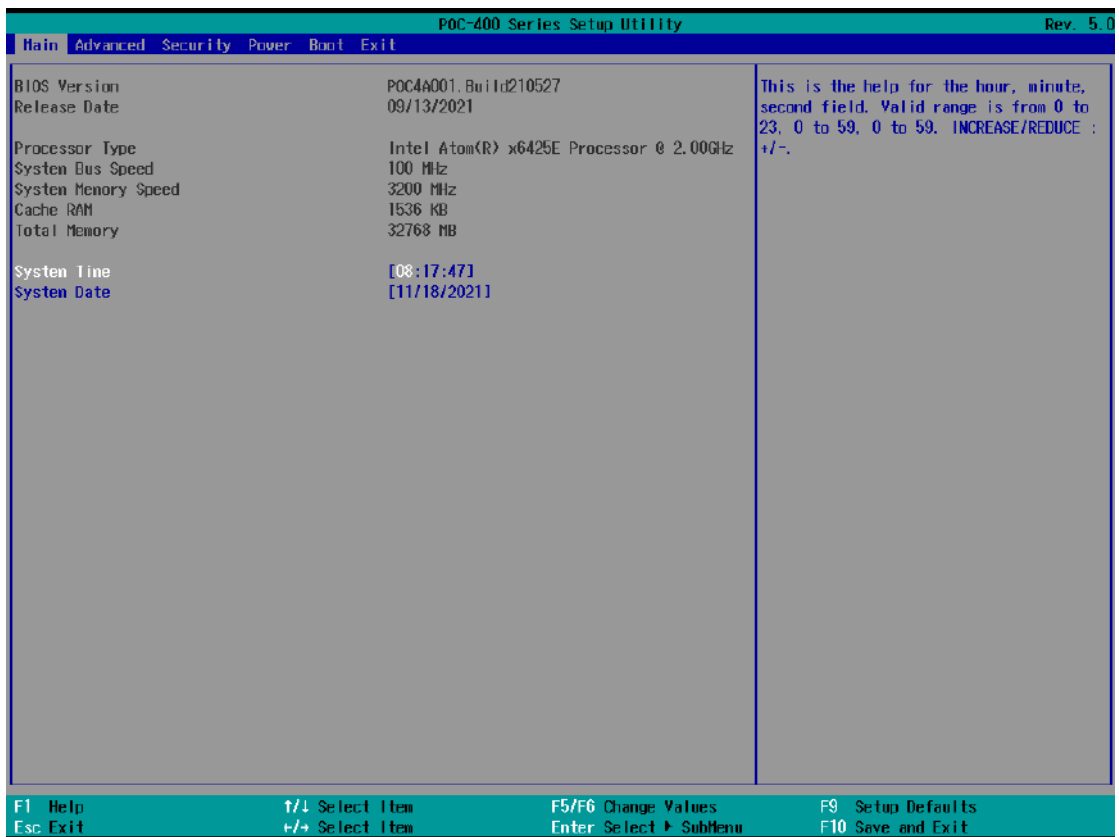 POC-400 Series Setup Utility Rev. 5.0
Main Advanced Security Power Boot Exit
BIOS Version POC4A001.Build210527
Release Date 09/13/2021
Processor Type Intel Atom(R) x6425E Processor @ 2.00GHz
System Bus Speed 100 MHz
System Memory Speed 3200 MHz
Cache RAM 1536 KB
Total Memory 32768 MB
System Time [08:17:47]
System Date [11/18/2021]
This is the help for the hour, minute,
second field. Valid range is from 0 to
23, 0 to 59, 0 to 59. INCREASE/REDUCE :
+/-.
F1 Help ↑/↓ Select Item F5/F6 Change Values F9 Setup Defaults
Esc Exit ←/→ Select Item Enter Select ▶ SubMenu F10 Save and Exit